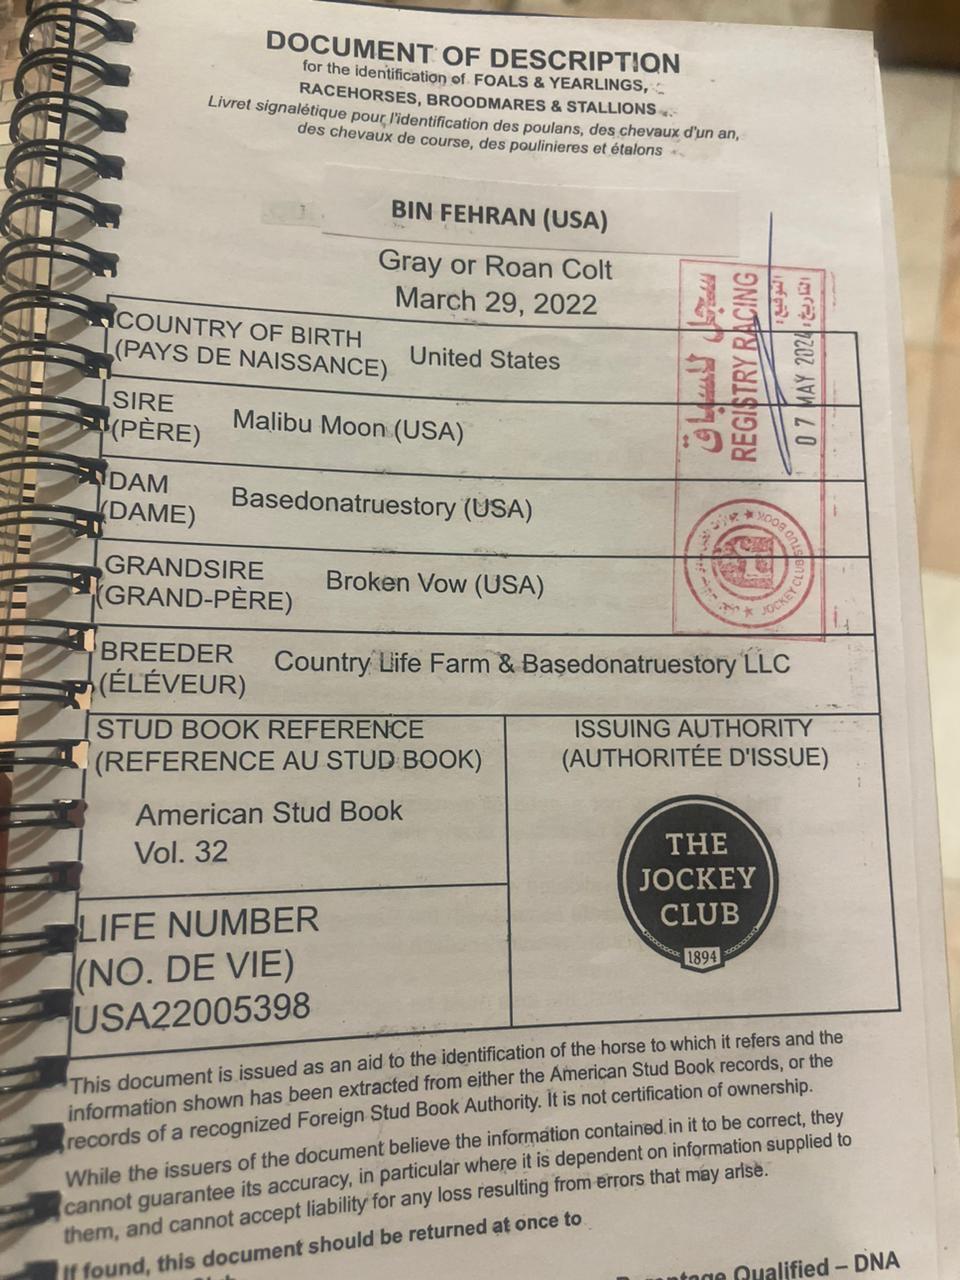 DOCUMENT OF DESCRIPTION
for the identification of FOALS & YEARLINGS,
RACEHORSES, BROODMARES & STALLIONS
Livret signalétique pour l'identification des poulans, des chevaux d'un an,
des chevaux de course, des poulinieres et étalons
BIN FEHRAN (USA)
Gray or Roan Colt
March 29, 2022
COUNTRY OF BIRTH
(PAYS DE NAISSANCE) United States
SIRE
(PÈRE) Malibu Moon (USA)
DAM
(DAME) Basedonatruestory (USA)
GRANDSIRE
(GRAND-PÈRE) Broken Vow (USA)
BREEDER
(ÉLÉVEUR) Country Life Farm & Basedonatruestory LLC
سجل للسباق
REGISTRY RACING
التوقيع:
التاريخ:
07 MAY 2024
JOCKEY CLUB STUD BOOK
STUD BOOK REFERENCE
(REFERENCE AU STUD BOOK)
American Stud Book
Vol. 32
ISSUING AUTHORITY
(AUTHORITÉE D'ISSUE)
THE
JOCKEY
CLUB
1894
LIFE NUMBER
(NO. DE VIE)
USA22005398
This document is issued as an aid to the identification of the horse to which it refers and the
information shown has been extracted from either the American Stud Book records, or the
records of a recognized Foreign Stud Book Authority. It is not certification of ownership.
While the issuers of the document believe the information contained in it to be correct, they
cannot guarantee its accuracy, in particular where it is dependent on information supplied to
them, and cannot accept liability for any loss resulting from errors that may arise.
If found, this document should be returned at once to
Qualified – DNA